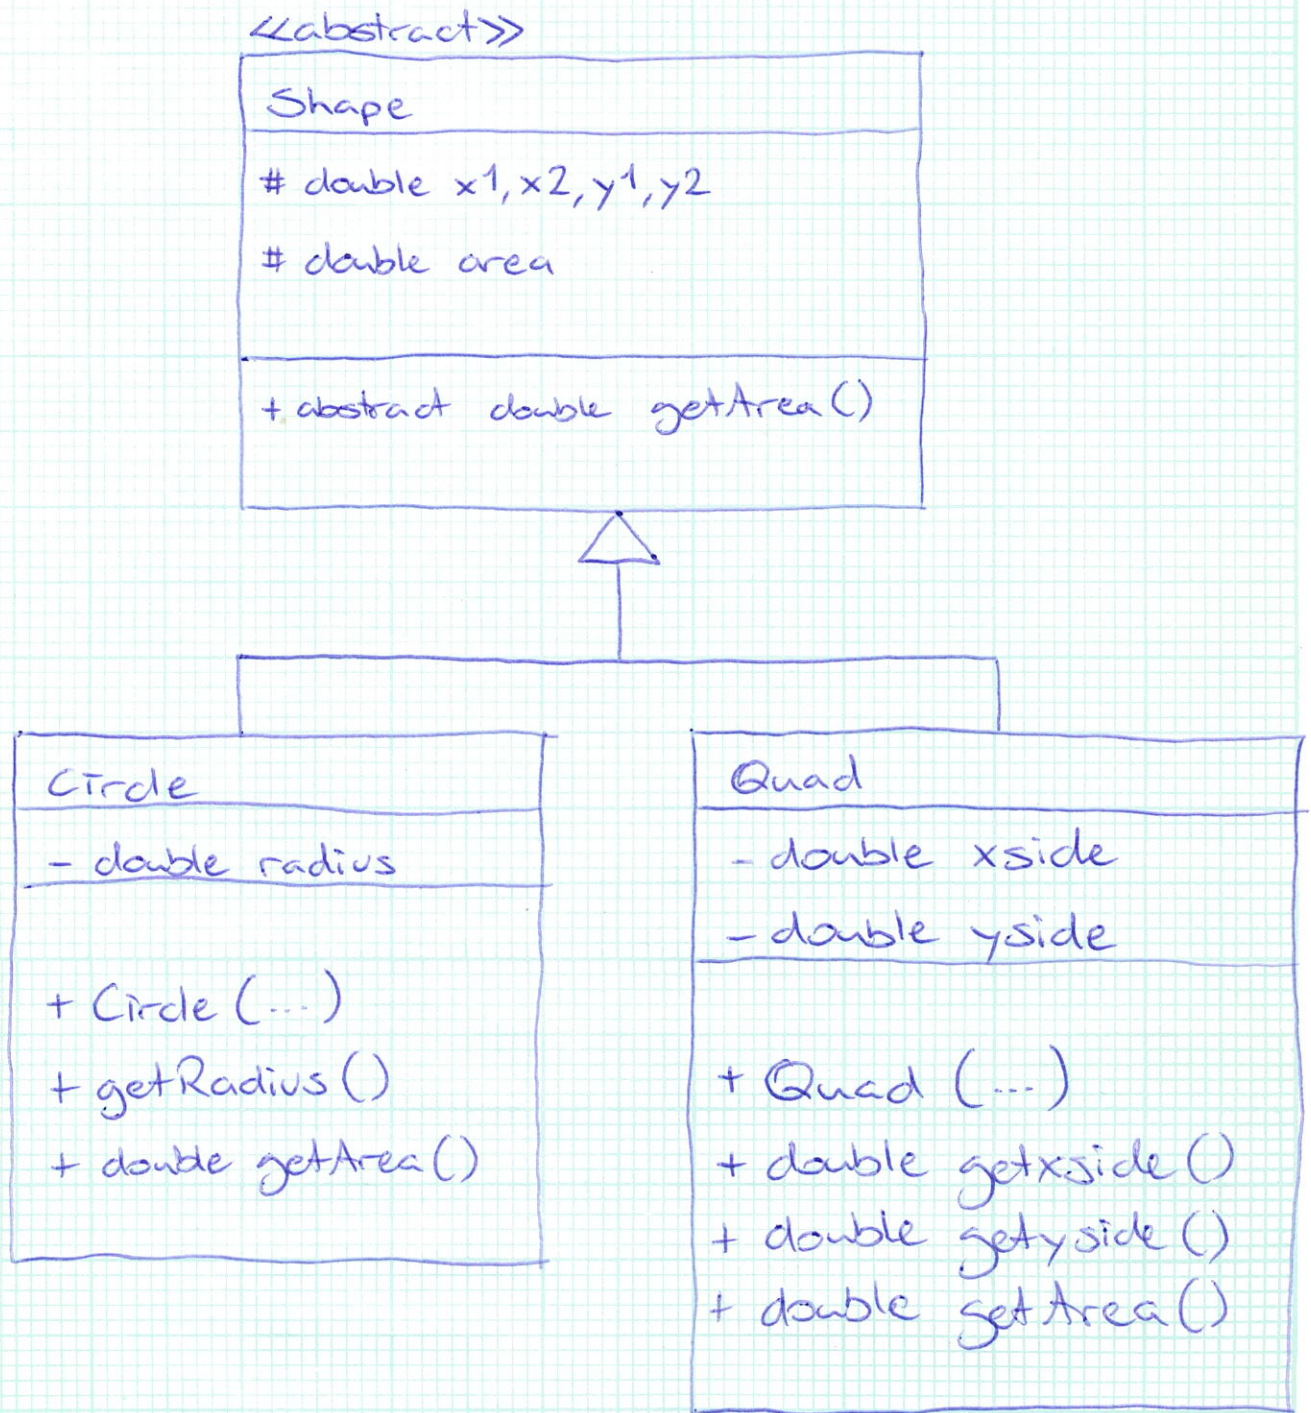 <<abstract>>
Shape
# double x1, x2, y1, y2
# double area
+ abstract double getArea()
Circle
- double radius
+ Circle (...)
+ getRadius()
+ double getArea()
Quad
- double xside
- double yside
+ Quad (...)
+ double getxside()
+ double getyside()
+ double getArea()